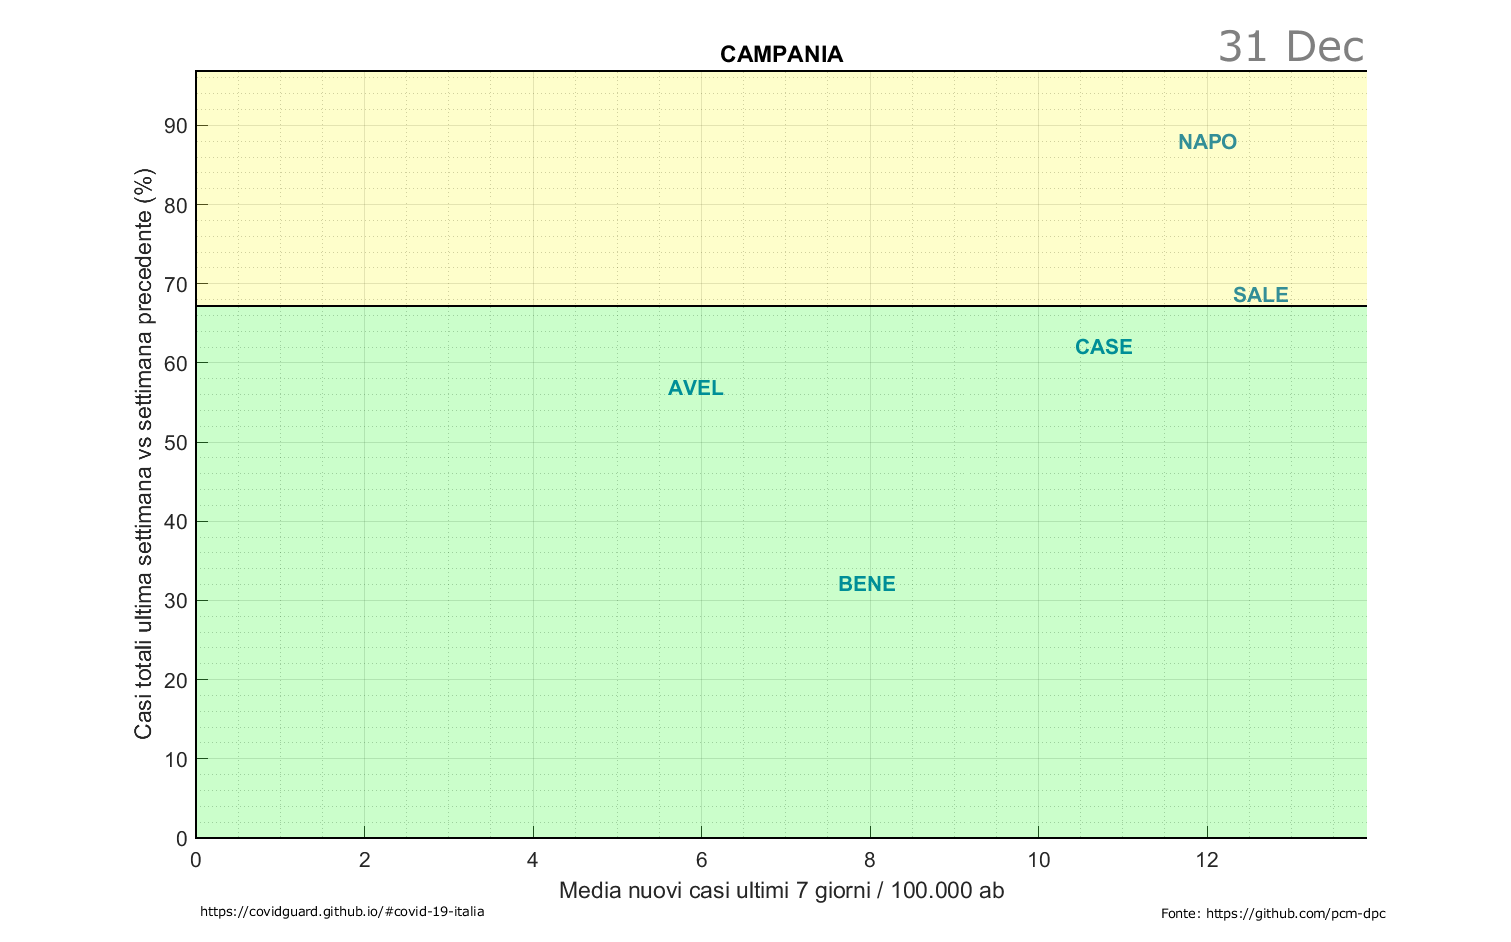 31 Dec
CAMPANIA
Casi totali ultima settimana vs settimana precedente (%)
90
80
70
60
50
40
30
20
10
0
NAPO
SALE
CASE
AVEL
BENE
0 2 4 6 8 10 12
Media nuovi casi ultimi 7 giorni / 100.000 ab
https://covidguard.github.io/#covid-19-italia
Fonte: https://github.com/pcm-dpc